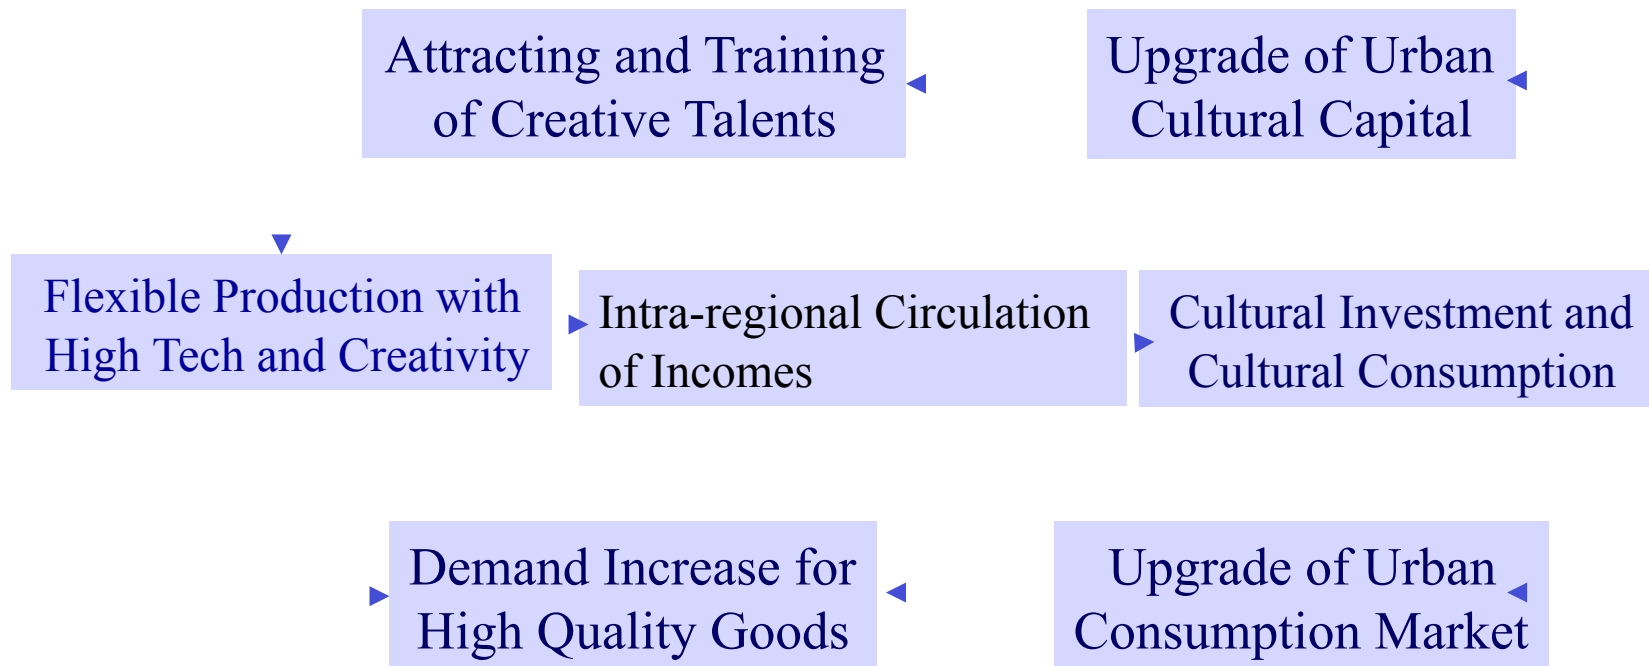 Attracting and Training
of Creative Talents
Upgrade of Urban
Cultural Capital
Flexible Production with
High Tech and Creativity
Intra-regional Circulation
of Incomes
Cultural Investment and
Cultural Consumption
Demand Increase for
High Quality Goods
Upgrade of Urban
Consumption Market